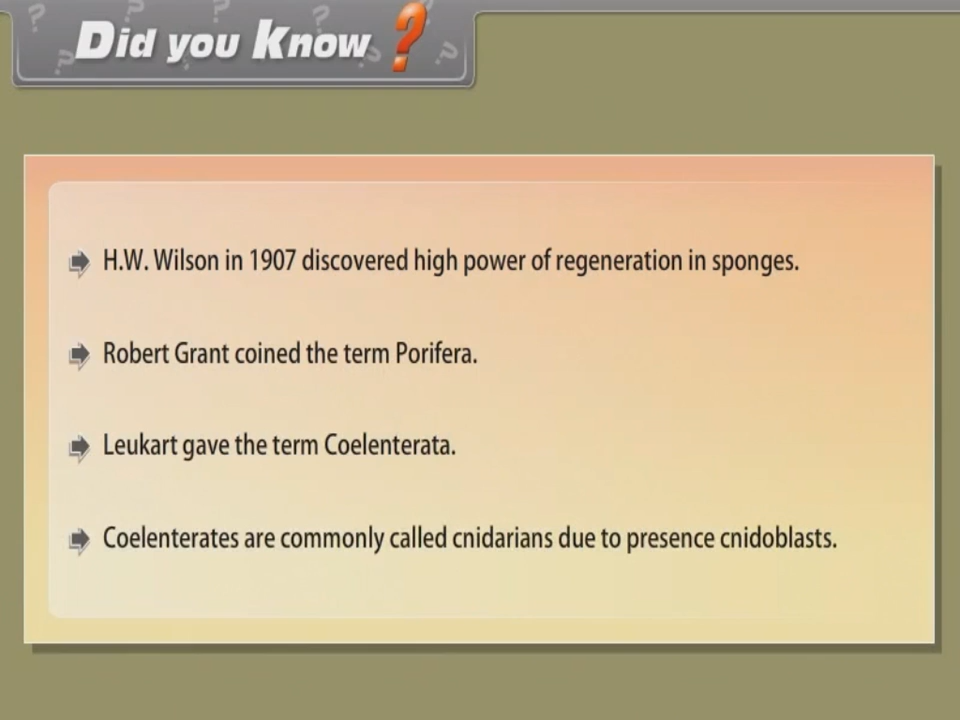 Did you Know ?
H.W. Wilson in 1907 discovered high power of regeneration in sponges.
Robert Grant coined the term Porifera.
Leukart gave the term Coelenterata.
Coelenterates are commonly called cnidarians due to presence cnidoblasts.